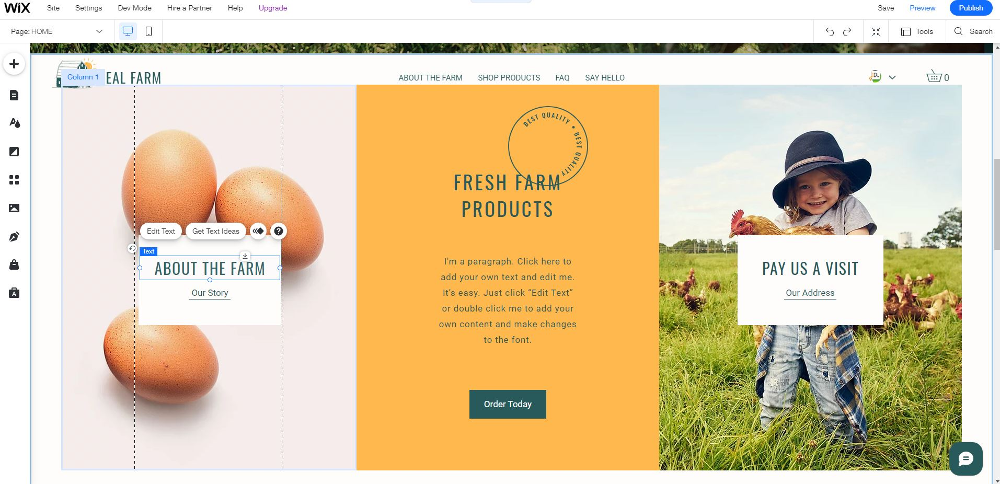 WiX Site Settings Dev Mode Hire a Partner Help Upgrade Save Preview Publish
Page: HOME Tools Search
Column 1 EAL FARM ABOUT THE FARM SHOP PRODUCTS FAQ SAY HELLO EAL 0
BEST QUALITY • BEST QUALITY
FRESH FARM
PRODUCTS
Edit Text Get Text Ideas ?
Text
ABOUT THE FARM
Our Story
I'm a paragraph. Click here to
add your own text and edit me.
It’s easy. Just click “Edit Text”
or double click me to add your
own content and make changes
to the font.
Order Today
PAY US A VISIT
Our Address